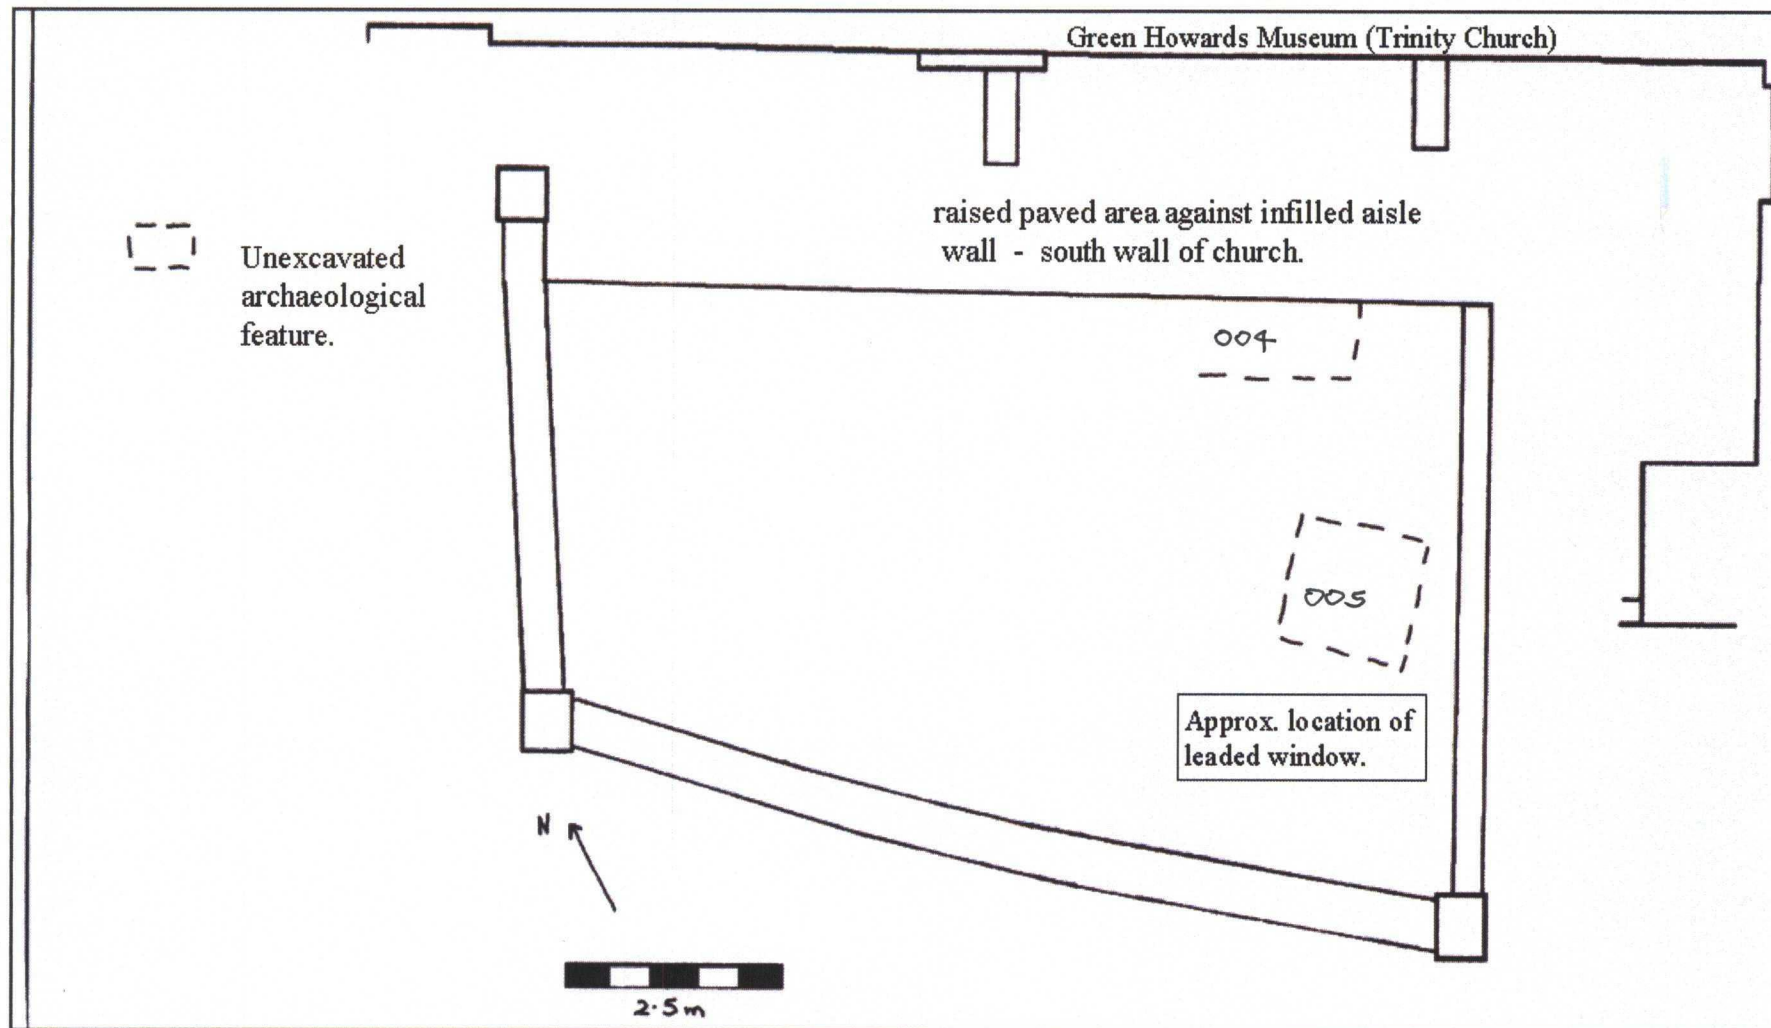 Green Howards Museum (Trinity Church)
raised paved area against infilled aisle
wall - south wall of church.
Unexcavated
archaeological
feature.
004
005
Approx. location of
leaded window.
N
2.5m